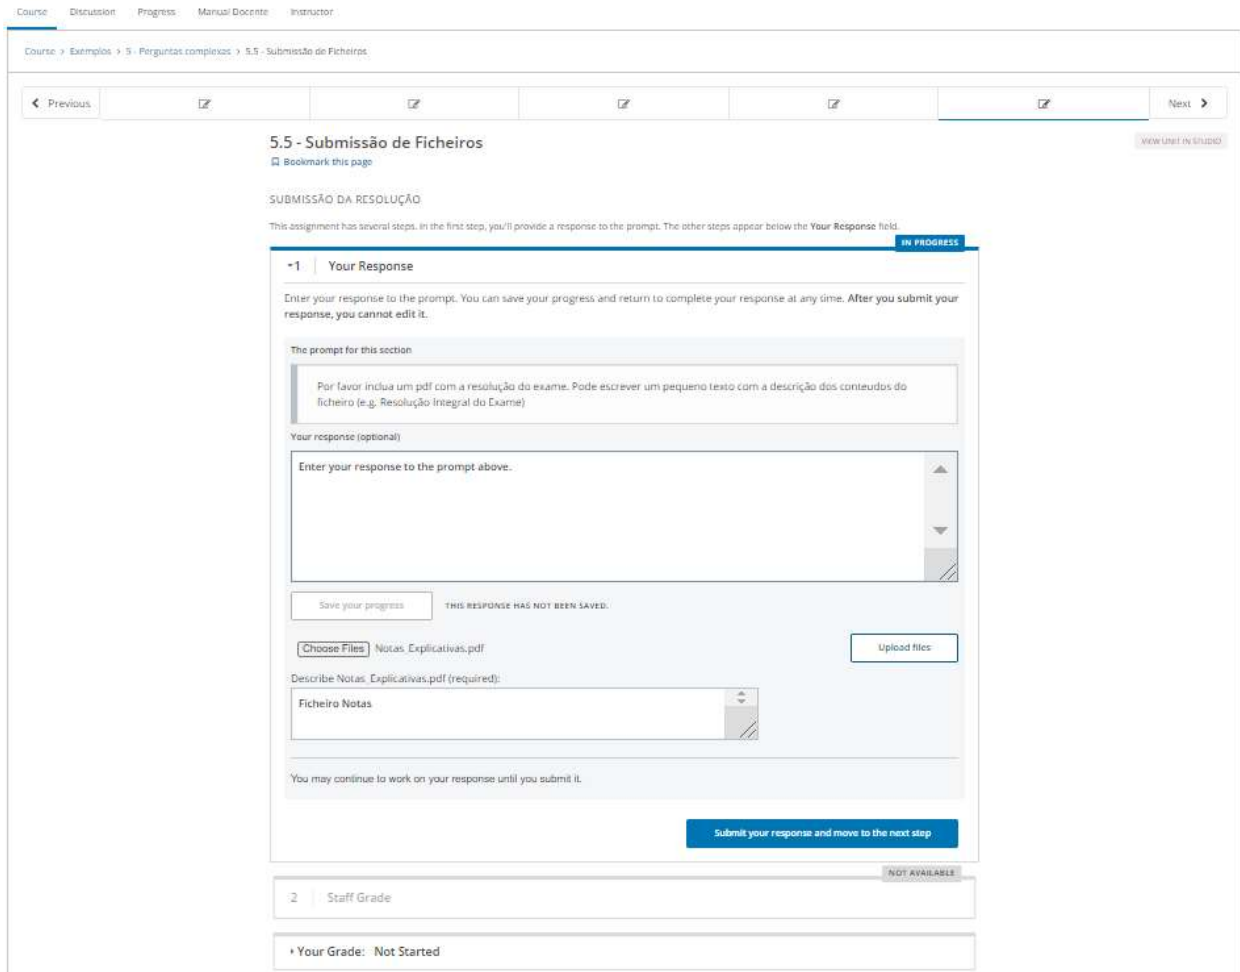 Course Discussion Progress Manual Docente Instructor
Course > Exemplos > 5 - Perguntas complexas > 5.5 - Submissão de Ficheiros
Previous
Next
5.5 - Submissão de Ficheiros
VIEW UNIT IN STUDIO
Bookmark this page
SUBMISSÃO DA RESOLUÇÃO
This assignment has several steps. In the first step, you'll provide a response to the prompt. The other steps appear below the Your Response field.
IN PROGRESS
1 Your Response
Enter your response to the prompt. You can save your progress and return to complete your response at any time. After you submit your
response, you cannot edit it.
The prompt for this section
Por favor inclua um pdf com a resolução do exame. Pode escrever um pequeno texto com a descrição dos conteudos do
ficheiro (e.g. Resolução Integral do Exame)
Your response (optional)
Enter your response to the prompt above.
Save your progress THIS RESPONSE HAS NOT BEEN SAVED.
Choose Files Notas_Explicativas.pdf Upload files
Describe Notas_Explicativas.pdf (required):
Ficheiro Notas
You may continue to work on your response until you submit it.
Submit your response and move to the next step
NOT AVAILABLE
2 Staff Grade
Your Grade: Not Started